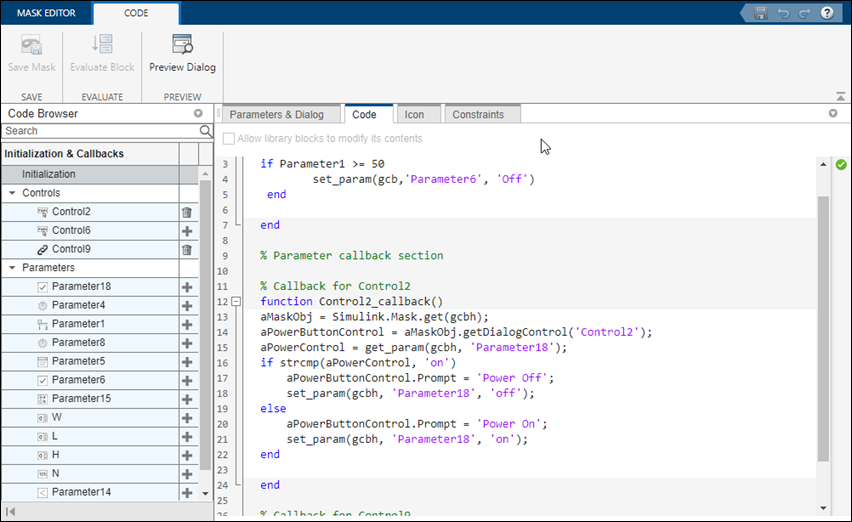 MASK EDITOR
CODE
Save Mask
Evaluate Block
Preview Dialog
SAVE
EVALUATE
PREVIEW
Code Browser
Search
Initialization & Callbacks
Initialization
Controls
Control2
Control6
Control9
Parameters
Parameter18
Parameter4
Parameter1
Parameter8
Parameter5
Parameter6
Parameter15
W
L
H
N
Parameter14
Parameters & Dialog
Code
Icon
Constraints
Allow library blocks to modify its contents
3 if Parameter1 >= 50
4 set_param(gcb,'Parameter6', 'Off')
5 end
6
7 end
8
9 % Parameter callback section
10
11 % Callback for Control2
12 function Control2_callback()
13 aMaskObj = Simulink.Mask.get(gcbh);
14 aPowerButtonControl = aMaskObj.getDialogControl('Control2');
15 aPowerControl = get_param(gcbh, 'Parameter18');
16 if strcmp(aPowerControl, 'on')
17 aPowerButtonControl.Prompt = 'Power Off';
18 set_param(gcbh, 'Parameter18', 'off');
19 else
20 aPowerButtonControl.Prompt = 'Power On';
21 set_param(gcbh, 'Parameter18', 'on');
22 end
23
24 end
25
26 % Callback for Control9